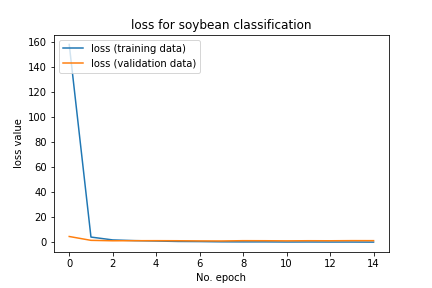 loss for soybean classification
loss (training data)
loss (validation data)
loss value
160
140
120
100
80
60
40
20
0
0 2 4 6 8 10 12 14
No. epoch